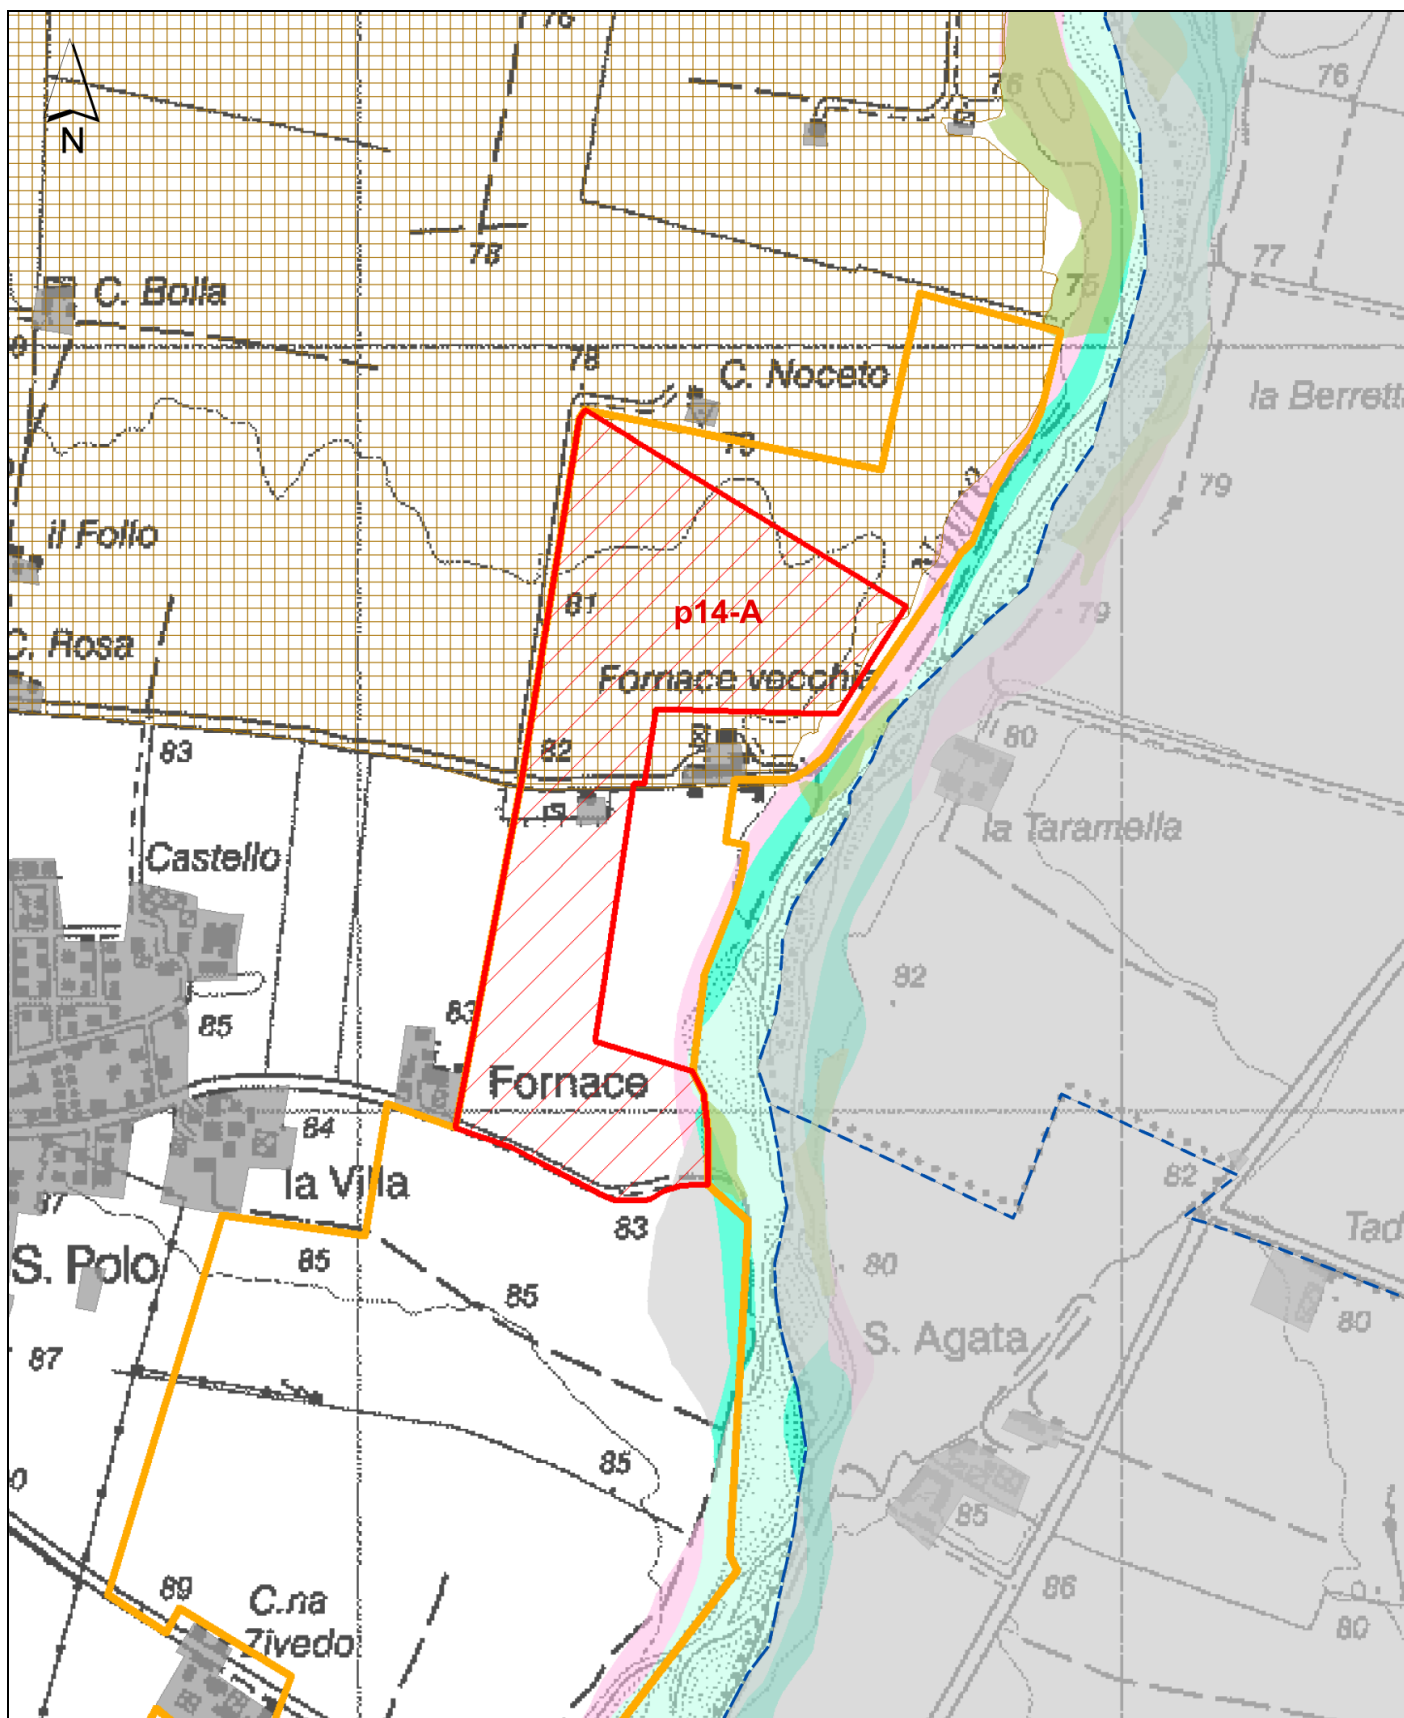 76
76
N
76
78
77
C. Bolla
75
78
C. Noceto
la Berrett
79
79
il Follo
81
p14-A
79
C. Rosa
Fornace vecchia
80
83
82
la Taramella
Castello
82
83
85
Fornace
84
la Villa
82
83
Tad
S. Polo
85
80
85
80
S. Agata
87
85
85
86
89
C.na
Zivedo
80